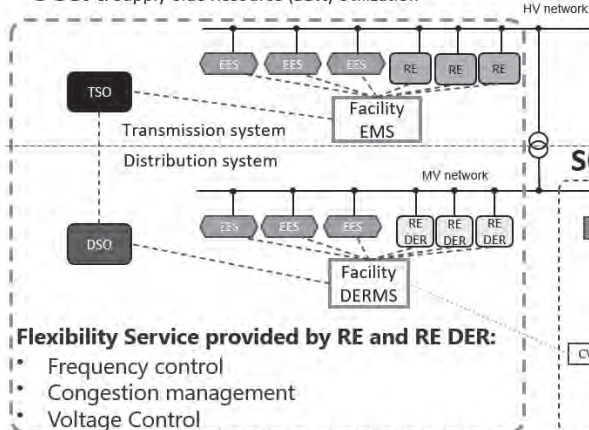 & Supply Side Resource (ESR) Utilization
HV network
EES
EES
EES
RE
RE
RE
TSO
Facility
EMS
Transmission system
Distribution system
MV network
EES
EES
EES
RE
DER
RE
DER
RE
DER
DSO
Facility
DERMS
Flexibility Service provided by RE and RE DER:
• Frequency control
• Congestion management
• Voltage Control